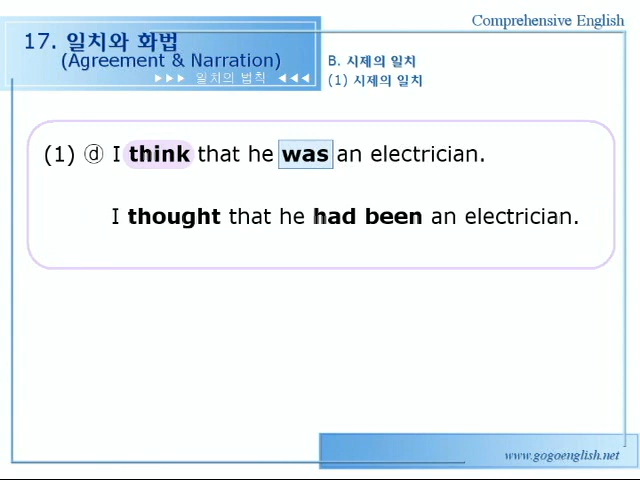 Comprehensive English
17. 일치와 화법
(Agreement & Narration)
▶▶▶ 일치의 법칙 ◀◀◀
B. 시제의 일치
(1) 시제의 일치
(1) ⓓ I think that he was an electrician.
I thought that he had been an electrician.
www.gogoenglish.net